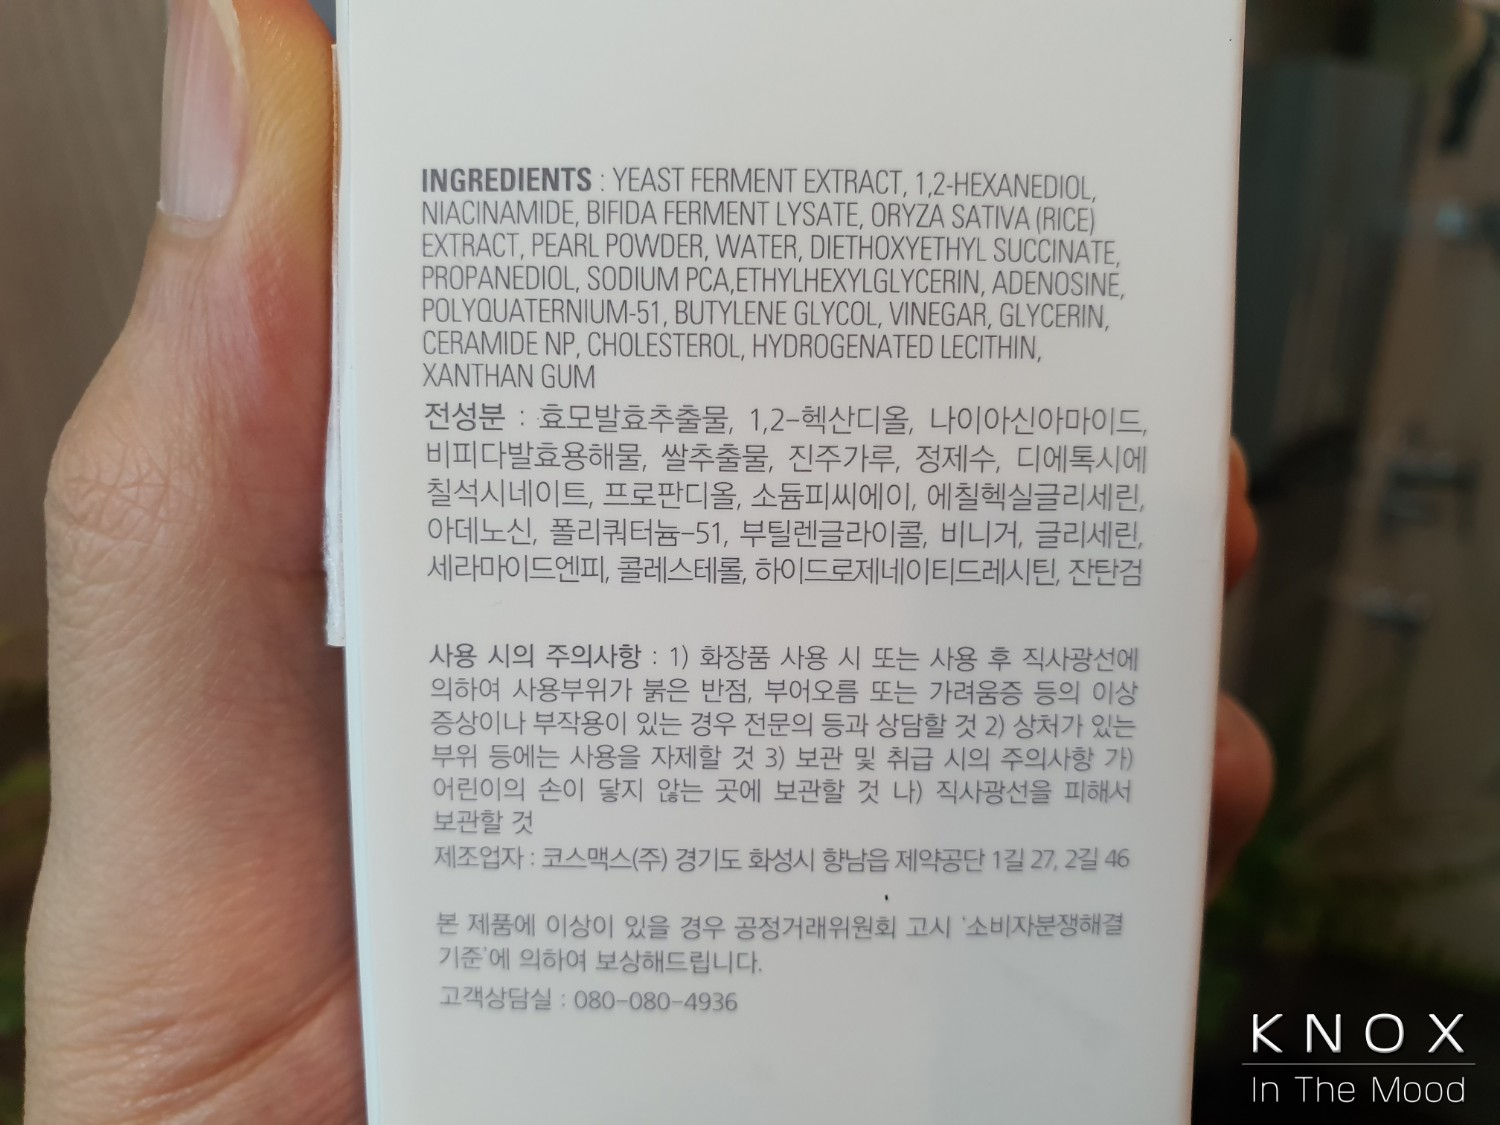 INGREDIENTS : YEAST FERMENT EXTRACT, 1,2-HEXANEDIOL,
NIACINAMIDE, BIFIDA FERMENT LYSATE, ORYZA SATIVA (RICE)
EXTRACT, PEARL POWDER, WATER, DIETHOXYETHYL SUCCINATE,
PROPANEDIOL, SODIUM PCA,ETHYLHEXYLGLYCERIN, ADENOSINE,
POLYQUATERNIUM-51, BUTYLENE GLYCOL, VINEGAR, GLYCERIN,
CERAMIDE NP, CHOLESTEROL, HYDROGENATED LECITHIN,
XANTHAN GUM
전성분 : 효모발효추출물, 1,2-헥산디올, 나이아신아마이드,
비피다발효용해물, 쌀추출물, 진주가루, 정제수, 디에톡시에
칠석시네이트, 프로판디올, 소듐피씨에이, 에칠헥실글리세린,
아데노신, 폴리쿼터늄-51, 부틸렌글라이콜, 비니거, 글리세린,
세라마이드엔피, 콜레스테롤, 하이드로제네이티드레시틴, 잔탄검
사용 시의 주의사항 : 1) 화장품 사용 시 또는 사용 후 직사광선에
의하여 사용부위가 붉은 반점, 부어오름 또는 가려움증 등의 이상
증상이나 부작용이 있는 경우 전문의 등과 상담할 것 2) 상처가 있는
부위 등에는 사용을 자제할 것 3) 보관 및 취급 시의 주의사항 가)
어린이의 손이 닿지 않는 곳에 보관할 것 나) 직사광선을 피해서
보관할 것
제조업자 : 코스맥스(주) 경기도 화성시 향남읍 제약공단 1길 27, 2길 46
본 제품에 이상이 있을 경우 공정거래위원회 고시 '소비자분쟁해결
기준'에 의하여 보상해드립니다.
고객상담실 : 080-080-4936
KNOX
In The Mood